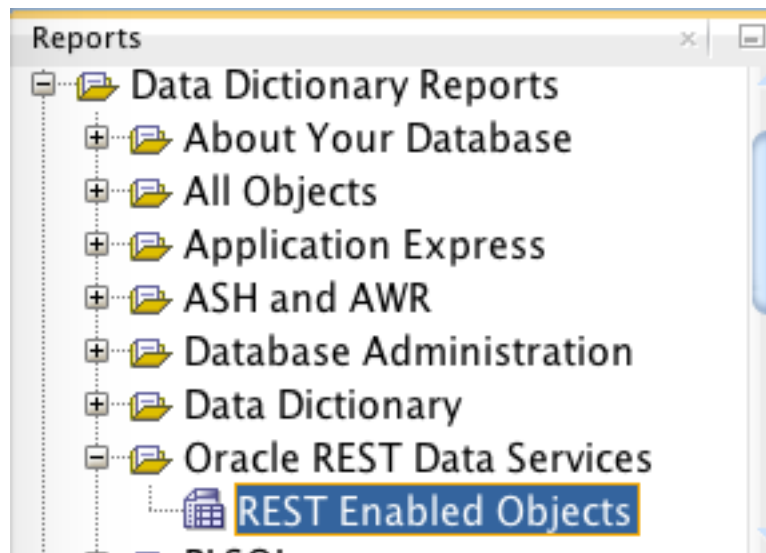 Reports
Data Dictionary Reports
About Your Database
All Objects
Application Express
ASH and AWR
Database Administration
Data Dictionary
Oracle REST Data Services
REST Enabled Objects